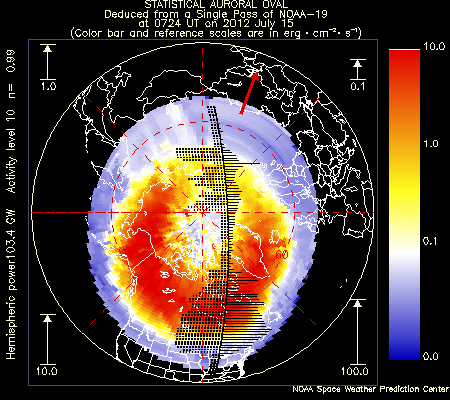 STATISTICAL AURORAL OVAL
Deduced from a Single Pass of NOAA-19
at 0724 UT on 2012 July 15
(Color bar and reference scales are in erg · cm⁻² · s⁻¹)
Hemispheric power103.4 GW Activity level 10 n= 0.99
1.0
0.1
10.0
1.0
0.1
0.0
60
10.0
100.0
NOAA Space Weather Prediction Center